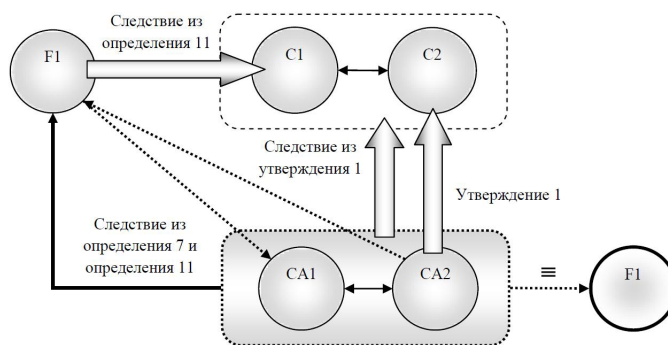 Следствие из
определения 11
F1
C1
C2
Следствие из
утверждения 1
Утверждение 1
Следствие из
определения 7 и
определения 11
CA1
CA2
≡
F1